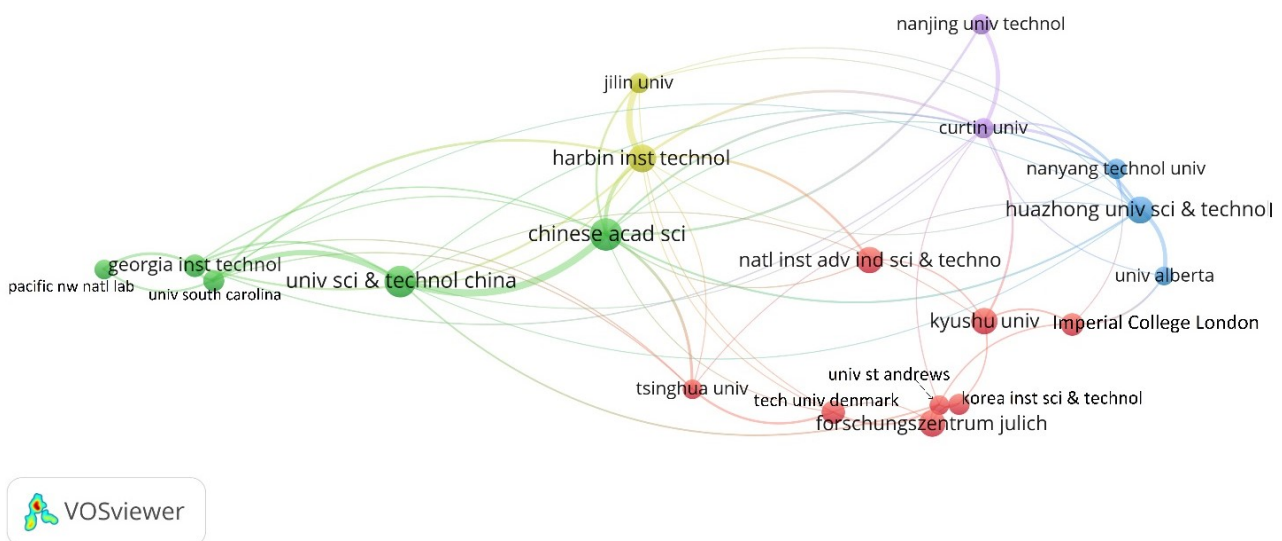 nanjing univ technol
jilin univ
curtin univ
harbin inst technol
nanyang technol univ
huazhong univ sci & technol
chinese acad sci
natl inst adv ind sci & techno
georgia inst technol
univ sci & technol china
univ alberta
pacific nw natl lab
univ south carolina
kyushu univ
Imperial College London
univ st andrews
tsinghua univ
tech univ denmark
korea inst sci & technol
forschungszentrum julich
VOSviewer